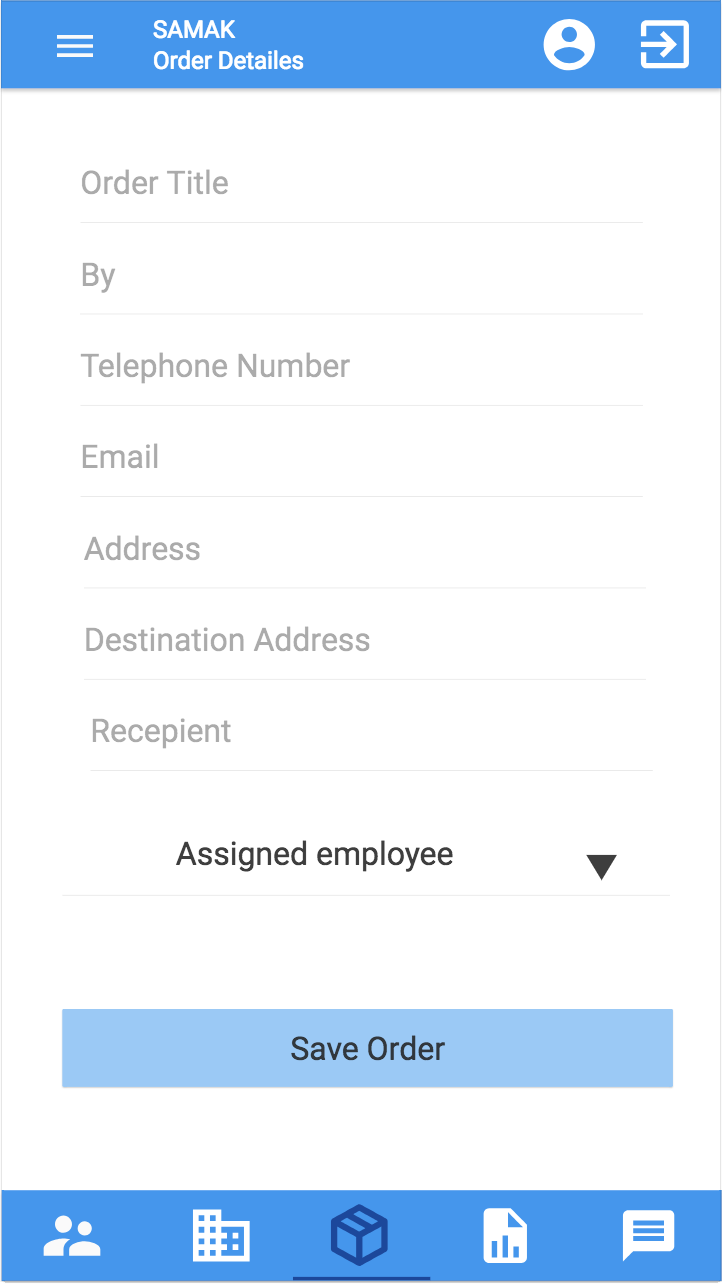 SAMAK
Order Detailes
Order Title
By
Telephone Number
Email
Address
Destination Address
Recepient
Assigned employee
Save Order